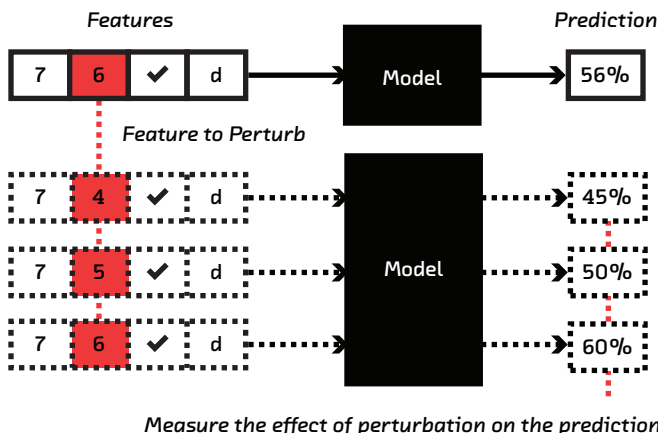 Features Prediction
7 6 ✔ d Model 56%
Feature to Perturb
7 4 ✔ d 45%
7 5 ✔ d Model 50%
7 6 ✔ d 60%
Measure the effect of perturbation on the prediction